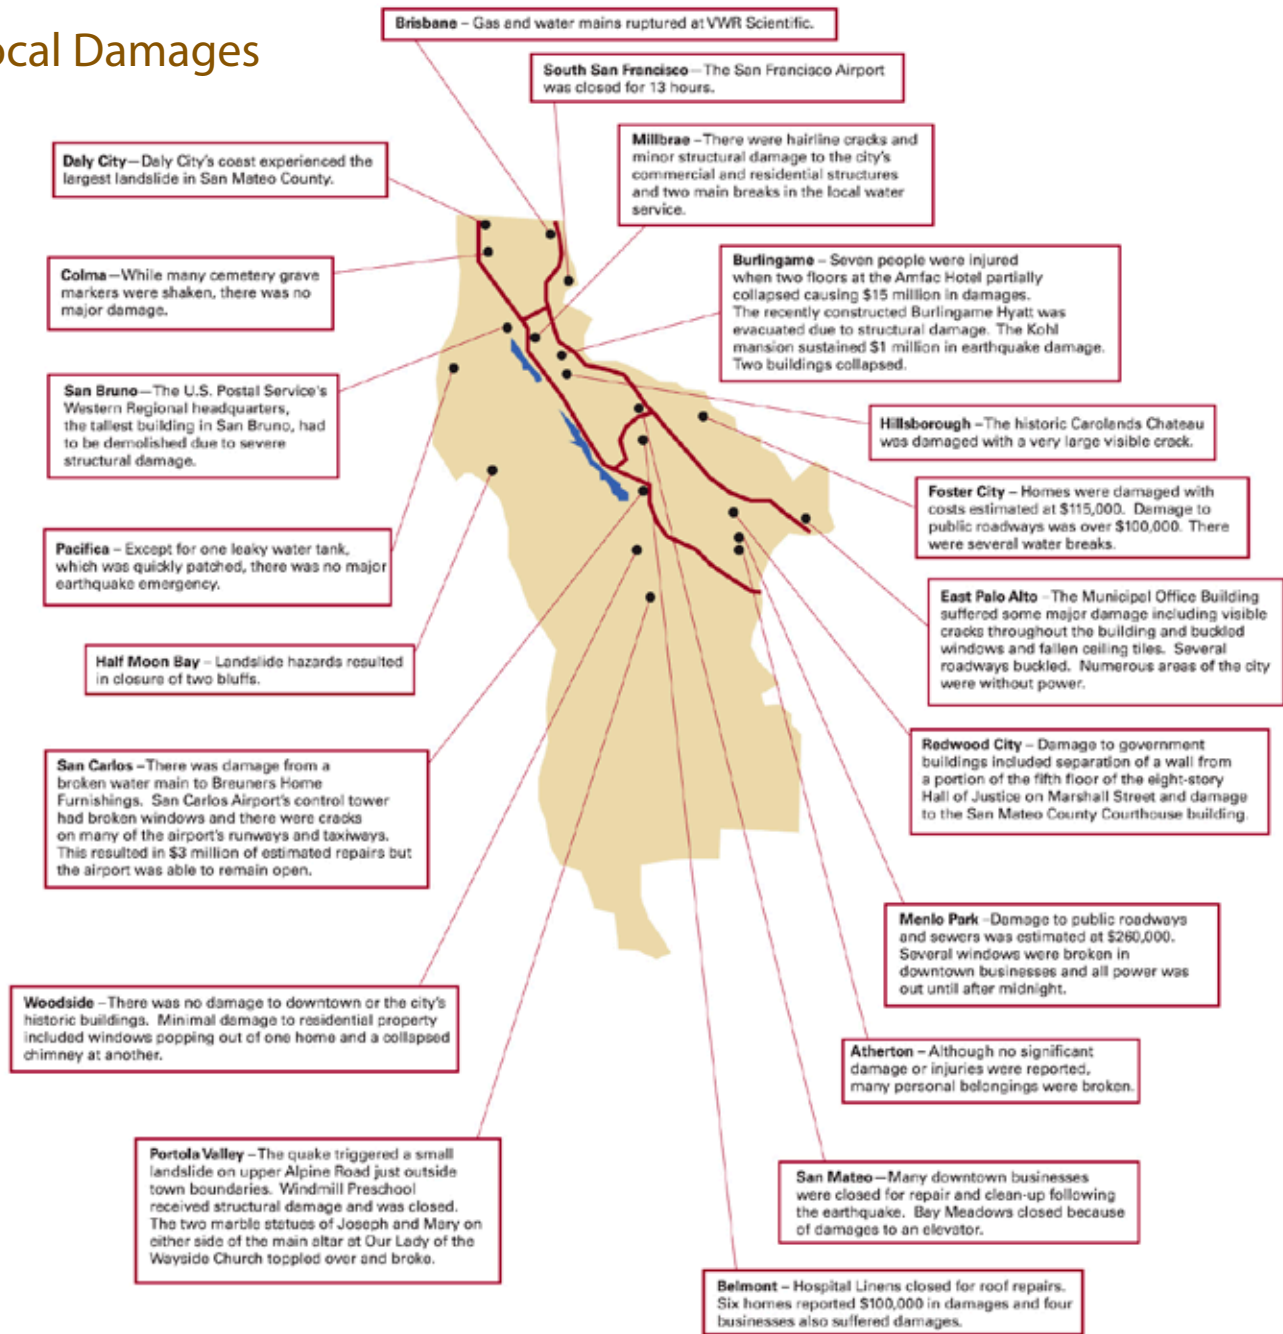 ocal Damages
Brisbane – Gas and water mains ruptured at VWR Scientific.
South San Francisco—The San Francisco Airport
was closed for 13 hours.
Millbrae –There were hairline cracks and
minor structural damage to the city's
commercial and residential structures
and two main breaks in the local water
service.
Daly City—Daly City's coast experienced the
largest landslide in San Mateo County.
Colma—While many cemetery grave
markers were shaken, there was no
major damage.
Burlingame – Seven people were injured
when two floors at the Amfac Hotel partially
collapsed causing $15 million in damages.
The recently constructed Burlingame Hyatt was
evacuated due to structural damage. The Kohl
mansion sustained $1 million in earthquake damage.
Two buildings collapsed.
San Bruno—The U.S. Postal Service's
Western Regional headquarters,
the tallest building in San Bruno, had
to be demolished due to severe
structural damage.
Hillsborough –The historic Carolands Chateau
was damaged with a very large visible crack.
Foster City – Homes were damaged with
costs estimated at $115,000. Damage to
public roadways was over $100,000. There
were several water breaks.
Pacifica – Except for one leaky water tank,
which was quickly patched, there was no major
earthquake emergency.
East Palo Alto –The Municipal Office Building
suffered some major damage including visible
cracks throughout the building and buckled
windows and fallen ceiling tiles. Several
roadways buckled. Numerous areas of the city
were without power.
Half Moon Bay – Landslide hazards resulted
in closure of two bluffs.
Redwood City – Damage to government
buildings included separation of a wall from
a portion of the fifth floor of the eight-story
Hall of Justice on Marshall Street and damage
to the San Mateo County Courthouse building.
San Carlos –There was damage from a
broken water main to Breuners Home
Furnishings. San Carlos Airport's control tower
had broken windows and there were cracks
on many of the airport's runways and taxiways.
This resulted in $3 million of estimated repairs but
the airport was able to remain open.
Menlo Park –Damage to public roadways
and sewers was estimated at $260,000.
Several windows were broken in
downtown businesses and all power was
out until after midnight.
Woodside –There was no damage to downtown or the city's
historic buildings. Minimal damage to residential property
included windows popping out of one home and a collapsed
chimney at another.
Atherton – Although no significant
damage or injuries were reported,
many personal belongings were broken.
Portola Valley –The quake triggered a small
landslide on upper Alpine Road just outside
town boundaries. Windmill Preschool
received structural damage and was closed.
The two marble statues of Joseph and Mary on
either side of the main altar at Our Lady of the
Wayside Church toppled over and broke.
San Mateo—Many downtown businesses
were closed for repair and clean-up following
the earthquake. Bay Meadows closed because
of damages to an elevator.
Belmont – Hospital Linens closed for roof repairs.
Six homes reported $100,000 in damages and four
businesses also suffered damages.